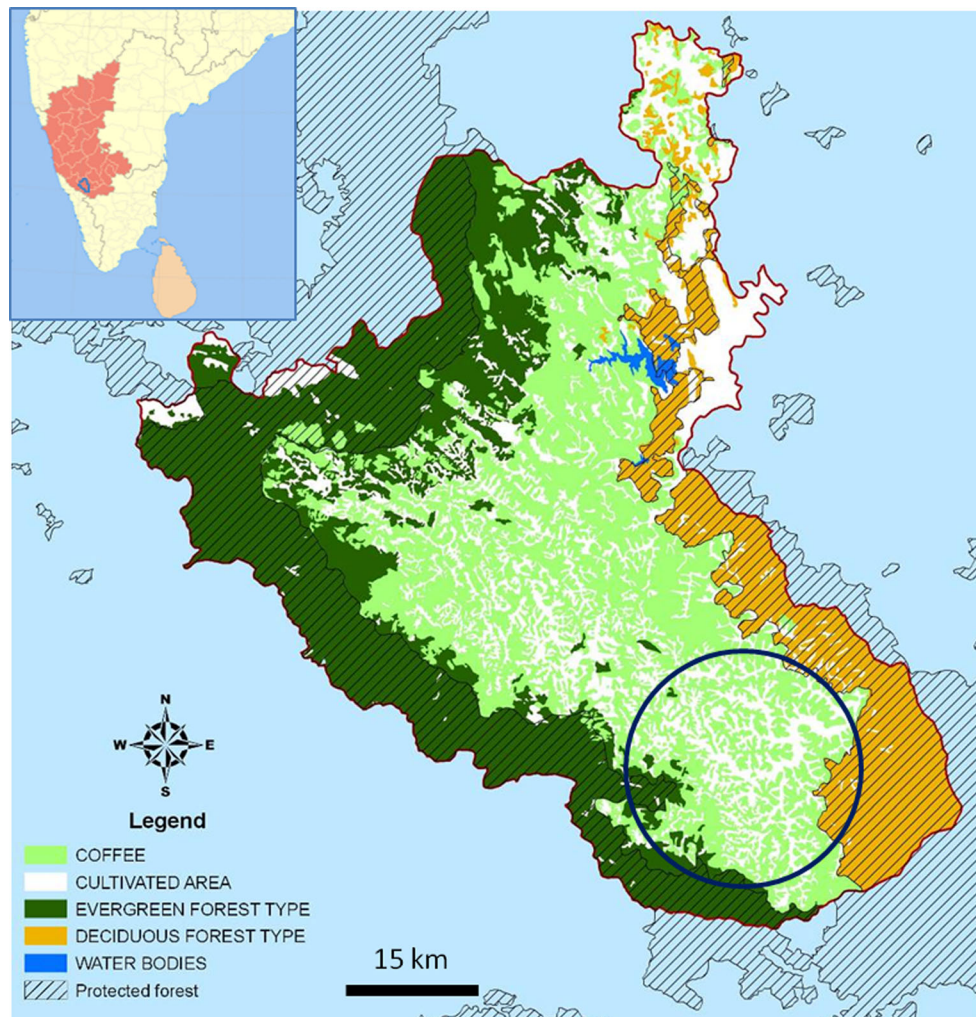 N
W E
S
Legend
COFFEE
CULTIVATED AREA
EVERGREEN FOREST TYPE
DECIDUOUS FOREST TYPE
WATER BODIES
Protected forest
15 km